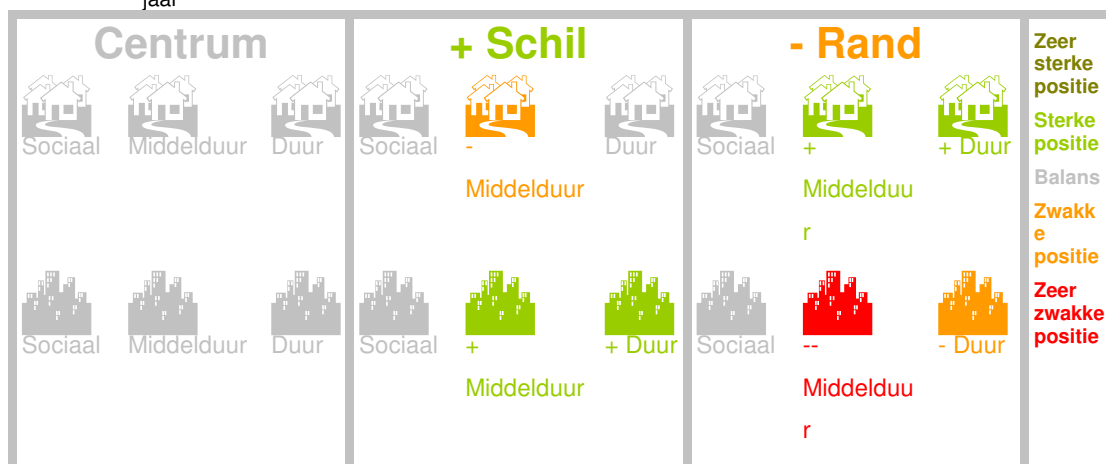 jaar
Centrum
Sociaal Middelduur Duur
Sociaal Middelduur Duur
+ Schil
Sociaal - Duur
Middelduur
Sociaal + + Duur
Middelduur
- Rand
Sociaal + + Duur
Middelduu
r
Sociaal -- - Duur
Middelduu
r
Zeer
sterke
positie
Sterke
positie
Balans
Zwakk
e
positie
Zeer
zwakke
positie